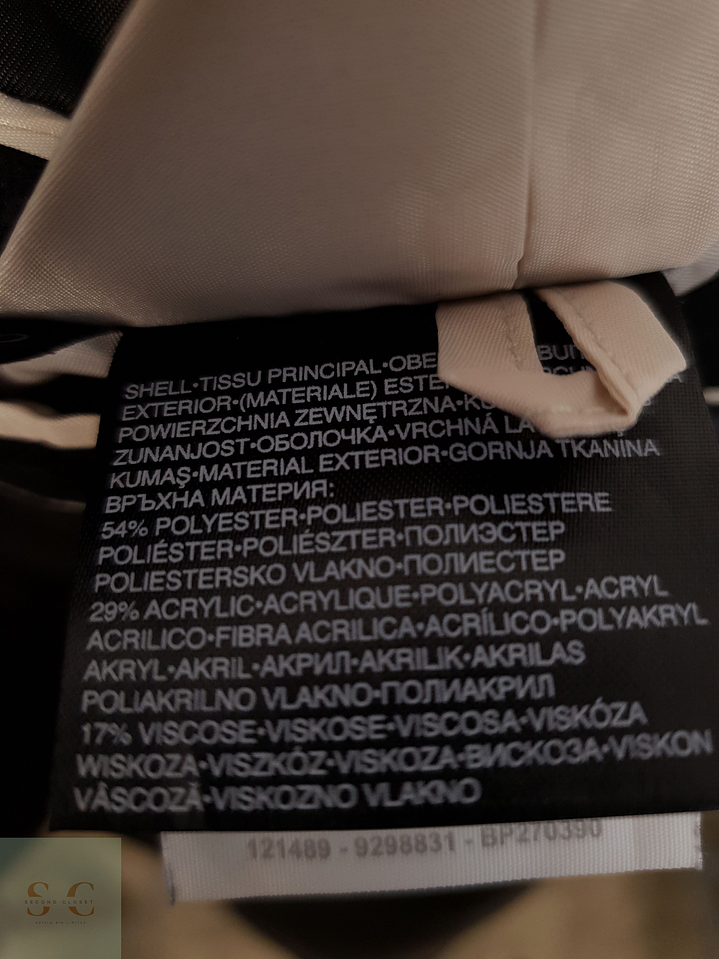 SHELL•TISSU PRINCIPAL•OBE
EXTERIOR•(MATERIALE) ESTE
POWIERZCHNIA ZEWNĘTRZNA•
ZUNANJOST•ОБОЛОЧКА•VRCHNÁ
KUMAŞ•MATERIAL EXTERIOR•GORNJA TKANINA
ВРЪХНА МАТЕРИЯ:
54% POLYESTER•POLIESTER•POLIESTERE
POLIÉSTER•POLIÉSZTER•ПОЛИЭСТЕР
POLIESTERSKO VLAKNO•ПОЛИЕСТЕР
29% ACRYLIC•ACRYLIQUE•POLYACRYL•ACRYL
ACRILICO•FIBRA ACRILICA•ACRÍLICO•POLYAKRYL
AKRYL•AKRIL•АКРИЛ•AKRILIK•AKRILAS
POLIAKRILNO VLAKNO•ПОЛИАКРИЛ
17% VISCOSE•VISKOSE•VISCOSA•VISKÓZA
WISKOZA•VISZKÓZ•VISKOZA•ВИСКОЗА•VISKON
VÂSCOZĂ•VISKOZNO VLAKNO
121489 - 9298831 - BP270390
SC
SECOND CLOSET